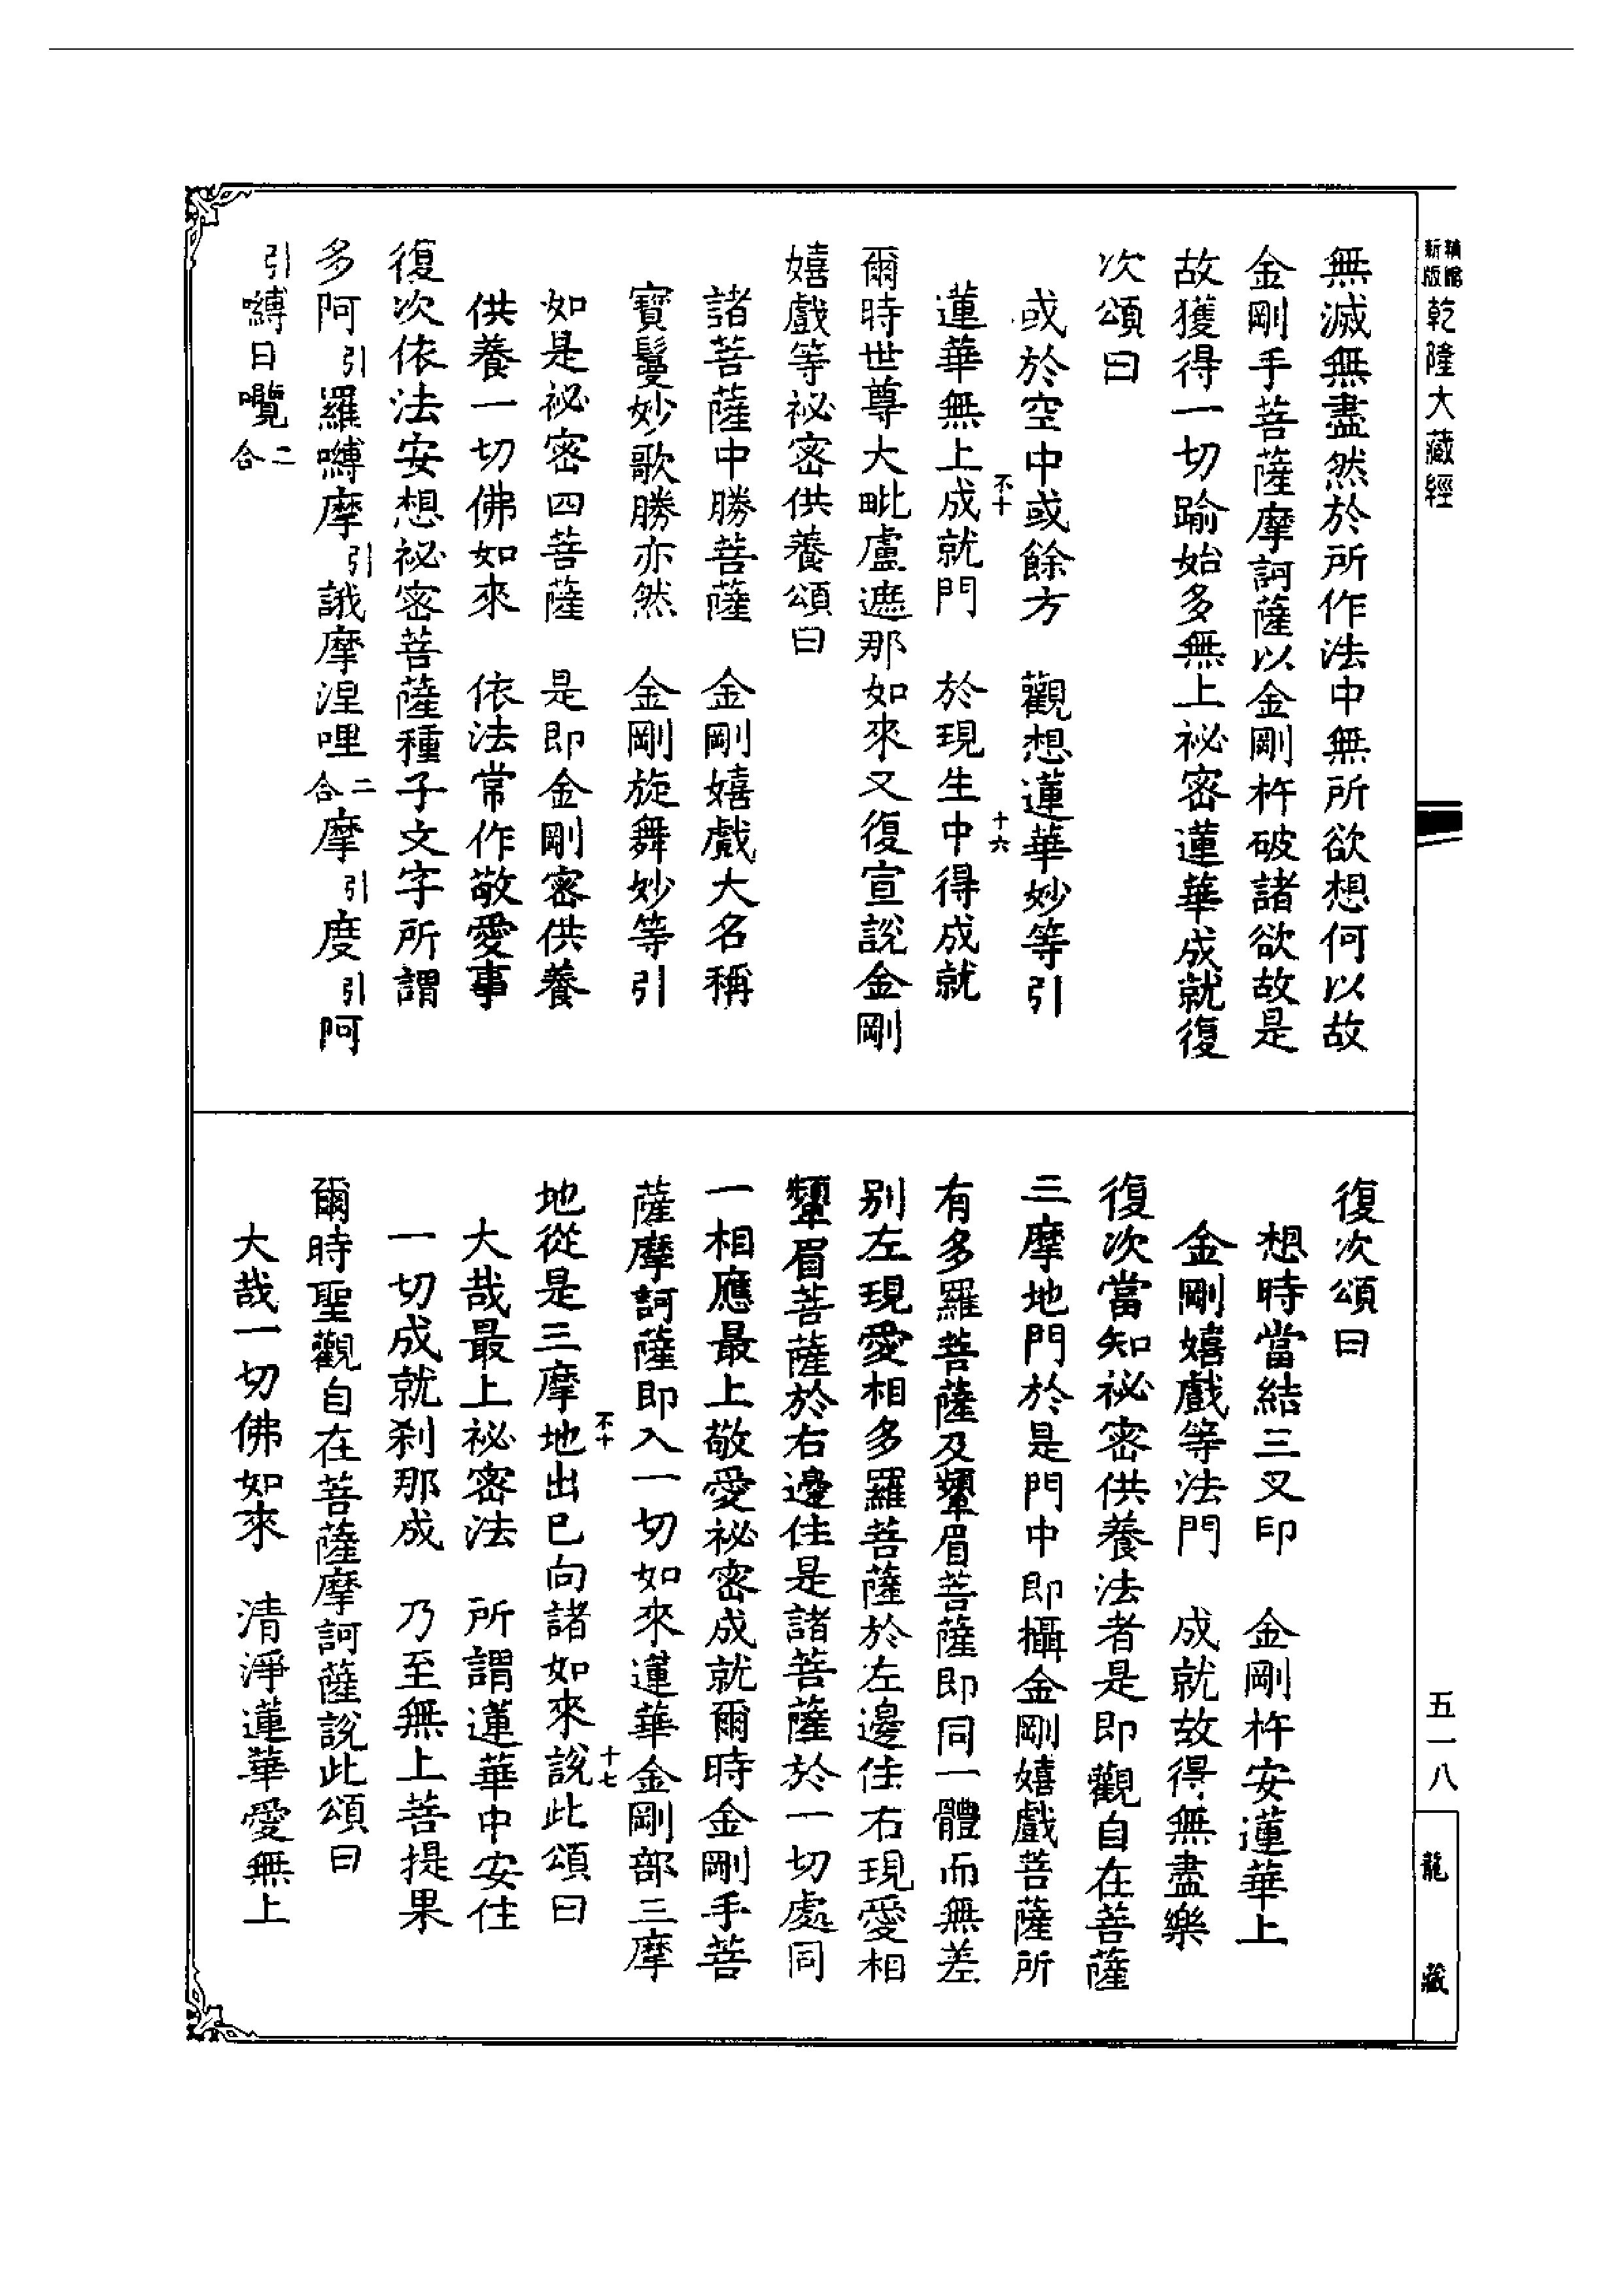 新版 乾隆大藏經
無滅無盡然於所作法中無所欲想何以故
金剛手菩薩摩訶薩以金剛杵破諸欲故是
故獲得一切踰始多無上祕密蓮華成就復
次頌曰
或於空中或餘方　觀想蓮華妙等引
蓮華無上成就門　於現生中得成就
不十　十六
爾時世尊大毗盧遮那如來又復宣說金剛
嬉戲等祕密供養頌曰
諸菩薩中勝菩薩　金剛嬉戲大名稱
寶鬘妙歌勝亦然　金剛旋舞妙等引
如是祕密四菩薩　是即金剛密供養
供養一切佛如來　依法常作敬愛事
復次依法安想祕密菩薩種子文字所謂
多阿引羅嚩摩引誐摩涅哩二合摩引度引阿
引嚩日囕二合
復次頌曰
想時當結三叉印　金剛杵安蓮華上
金剛嬉戲等法門　成就故得無盡樂
復次當知祕密供養法者是即觀自在菩薩
三摩地門於是門中即攝金剛嬉戲菩薩所
有多羅菩薩及顰眉菩薩即同一體而無差
別左現愛相多羅菩薩於左邊住右現愛相
顰眉菩薩於右邊住是諸菩薩於一切處同
一相應最上敬愛祕密成就爾時金剛手菩
薩摩訶薩即入一切如來蓮華金剛部三摩
地從是三摩地出已向諸如來說此頌曰
不十　十七
大哉最上祕密法　所謂蓮華中安住
一切成就剎那成　乃至無上菩提果
爾時聖觀自在菩薩摩訶薩說此頌曰
大哉一切佛如來　清淨蓮華愛無上
五一八
龍藏